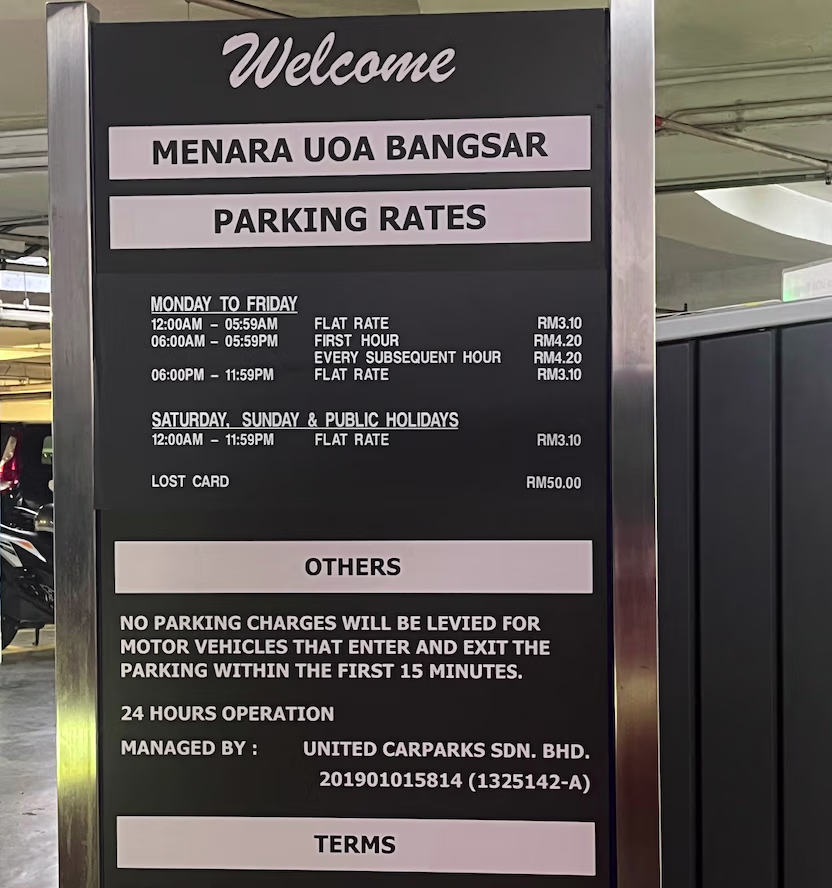 Welcome
MENARA UOA BANGSAR
PARKING RATES
MONDAY TO FRIDAY
12:00AM – 05:59AM FLAT RATE RM3.10
06:00AM – 05:59PM FIRST HOUR RM4.20
EVERY SUBSEQUENT HOUR RM4.20
06:00PM – 11:59PM FLAT RATE RM3.10
SATURDAY, SUNDAY & PUBLIC HOLIDAYS
12:00AM – 11:59PM FLAT RATE RM3.10
LOST CARD RM50.00
OTHERS
NO PARKING CHARGES WILL BE LEVIED FOR
MOTOR VEHICLES THAT ENTER AND EXIT THE
PARKING WITHIN THE FIRST 15 MINUTES.
24 HOURS OPERATION
MANAGED BY : UNITED CARPARKS SDN. BHD.
201901015814 (1325142-A)
TERMS